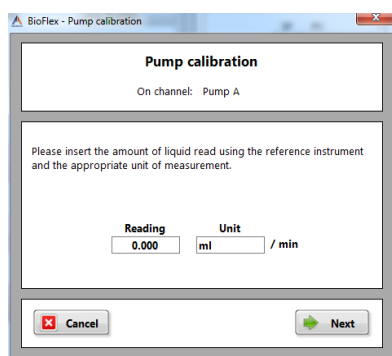 BioFlex - Pump calibration
Pump calibration
On channel: Pump A
Please insert the amount of liquid read using the reference instrument
and the appropriate unit of measurement.
Reading Unit
0.000 ml / min
Cancel Next